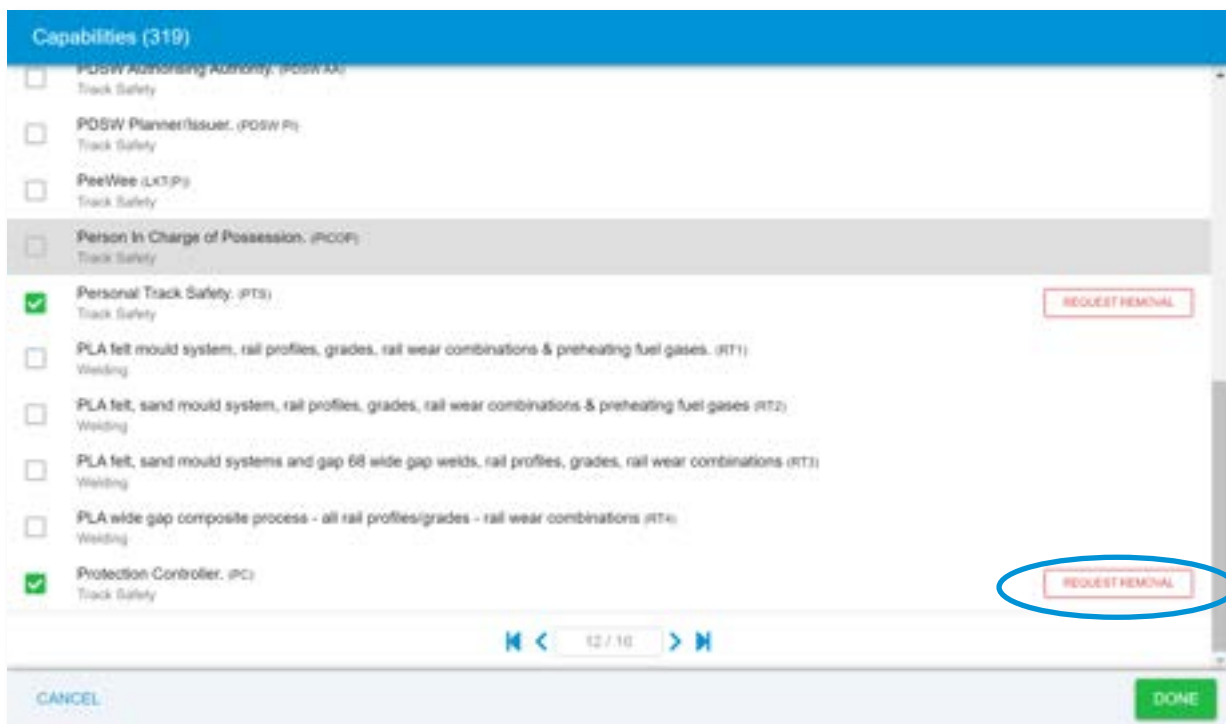 Capabilities (319)
PDSW Authorising Authority. (PDSW AA)
Track Safety
PDSW Planner/Issuer. (PDSW PI)
Track Safety
PeeWee (LKT(P))
Track Safety
Person In Charge of Possession. (PICOP)
Track Safety
Personal Track Safety. (PTS)
Track Safety
REQUEST REMOVAL
PLA felt mould system, rail profiles, grades, rail wear combinations & preheating fuel gases. (RT1)
Welding
PLA felt, sand mould system, rail profiles, grades, rail wear combinations & preheating fuel gases (RT2)
Welding
PLA felt, sand mould systems and gap 68 wide gap welds, rail profiles, grades, rail wear combinations (RT3)
Welding
PLA wide gap composite process - all rail profiles/grades - rail wear combinations (RT4)
Welding
Protection Controller. (PC)
Track Safety
REQUEST REMOVAL
12 /
CANCEL
DONE